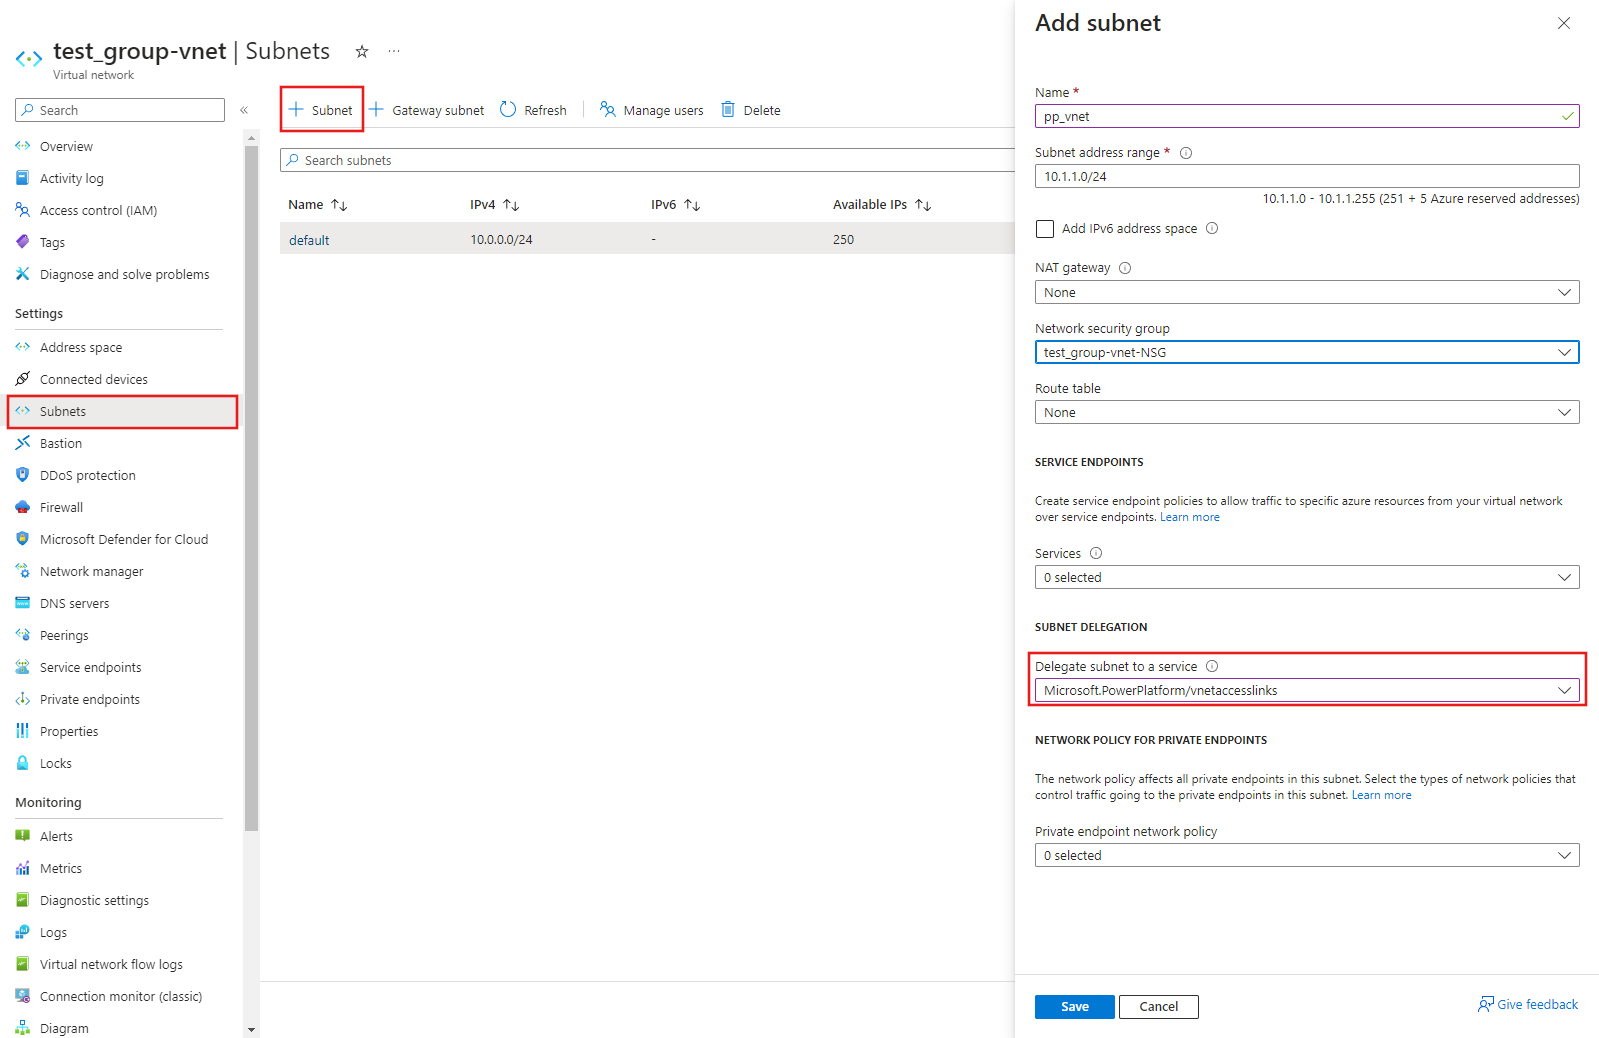 test_group-vnet | Subnets
Virtual network
Search
Overview
Activity log
Access control (IAM)
Tags
Diagnose and solve problems
Settings
Address space
Connected devices
Subnets
Bastion
DDoS protection
Firewall
Microsoft Defender for Cloud
Network manager
DNS servers
Peerings
Service endpoints
Private endpoints
Properties
Locks
Monitoring
Alerts
Metrics
Diagnostic settings
Logs
Virtual network flow logs
Connection monitor (classic)
Diagram
Subnet Gateway subnet Refresh Manage users Delete
Search subnets
Name IPv4 IPv6 Available IPs
default 10.0.0.0/24 - 250
Add subnet
Name *
pp_vnet
Subnet address range *
10.1.1.0/24
10.1.1.0 - 10.1.1.255 (251 + 5 Azure reserved addresses)
Add IPv6 address space
NAT gateway
None
Network security group
test_group-vnet-NSG
Route table
None
SERVICE ENDPOINTS
Create service endpoint policies to allow traffic to specific azure resources from your virtual network
over service endpoints. Learn more
Services
0 selected
SUBNET DELEGATION
Delegate subnet to a service
Microsoft.PowerPlatform/vnetaccesslinks
NETWORK POLICY FOR PRIVATE ENDPOINTS
The network policy affects all private endpoints in this subnet. Select the types of network policies that
control traffic going to the private endpoints in this subnet. Learn more
Private endpoint network policy
0 selected
Save Cancel
Give feedback